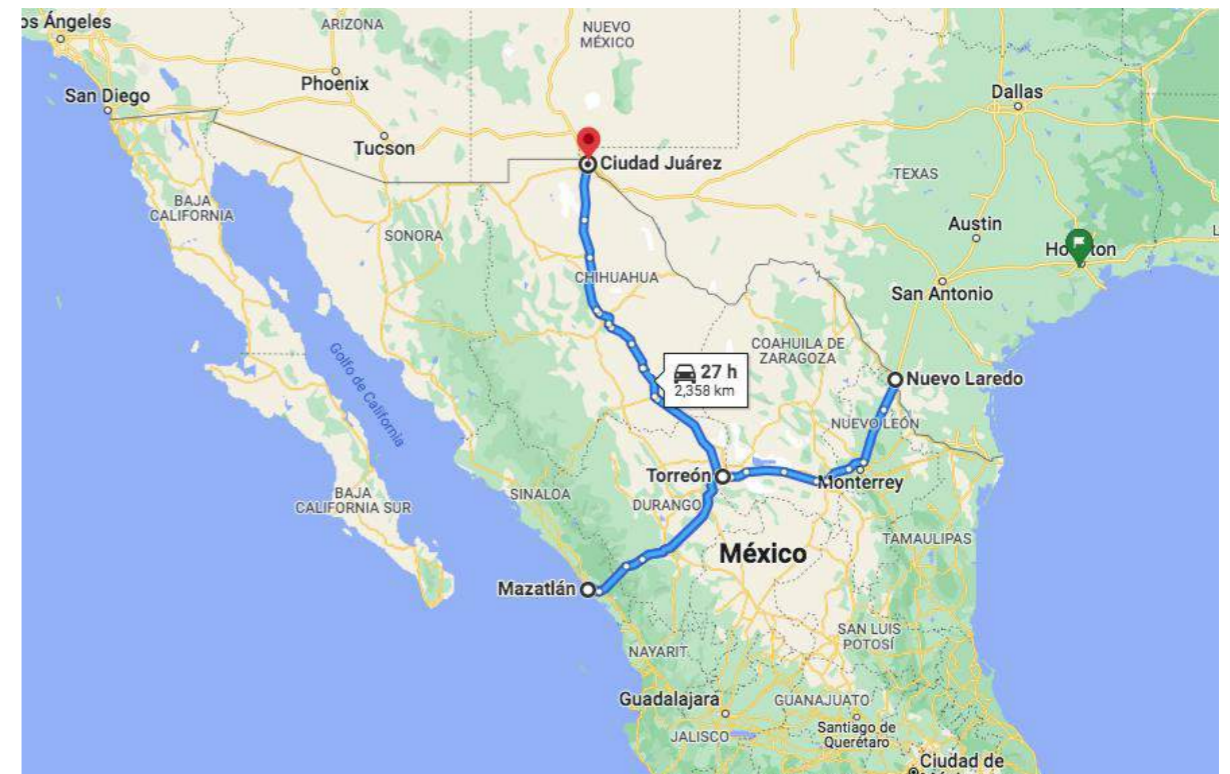 os Ángeles
ARIZONA
NUEVO
MÉXICO
Phoenix
San Diego
Dallas
Tucson
Ciudad Juárez
TEXAS
BAJA
CALIFORNIA
SONORA
Austin
Houston
CHIHUAHUA
San Antonio
COAHUILA DE
ZARAGOZA
Golfo de California
27 h
2,358 km
Nuevo Laredo
NUEVO LEÓN
Torreón
Monterrey
BAJA
CALIFORNIA SUR
SINALOA
DURANGO
TAMAULIPAS
México
Mazatlán
SAN LUIS
POTOSÍ
NAYARIT
Guadalajara
GUANAJUATO
Santiago de
Querétaro
JALISCO
Ciudad de